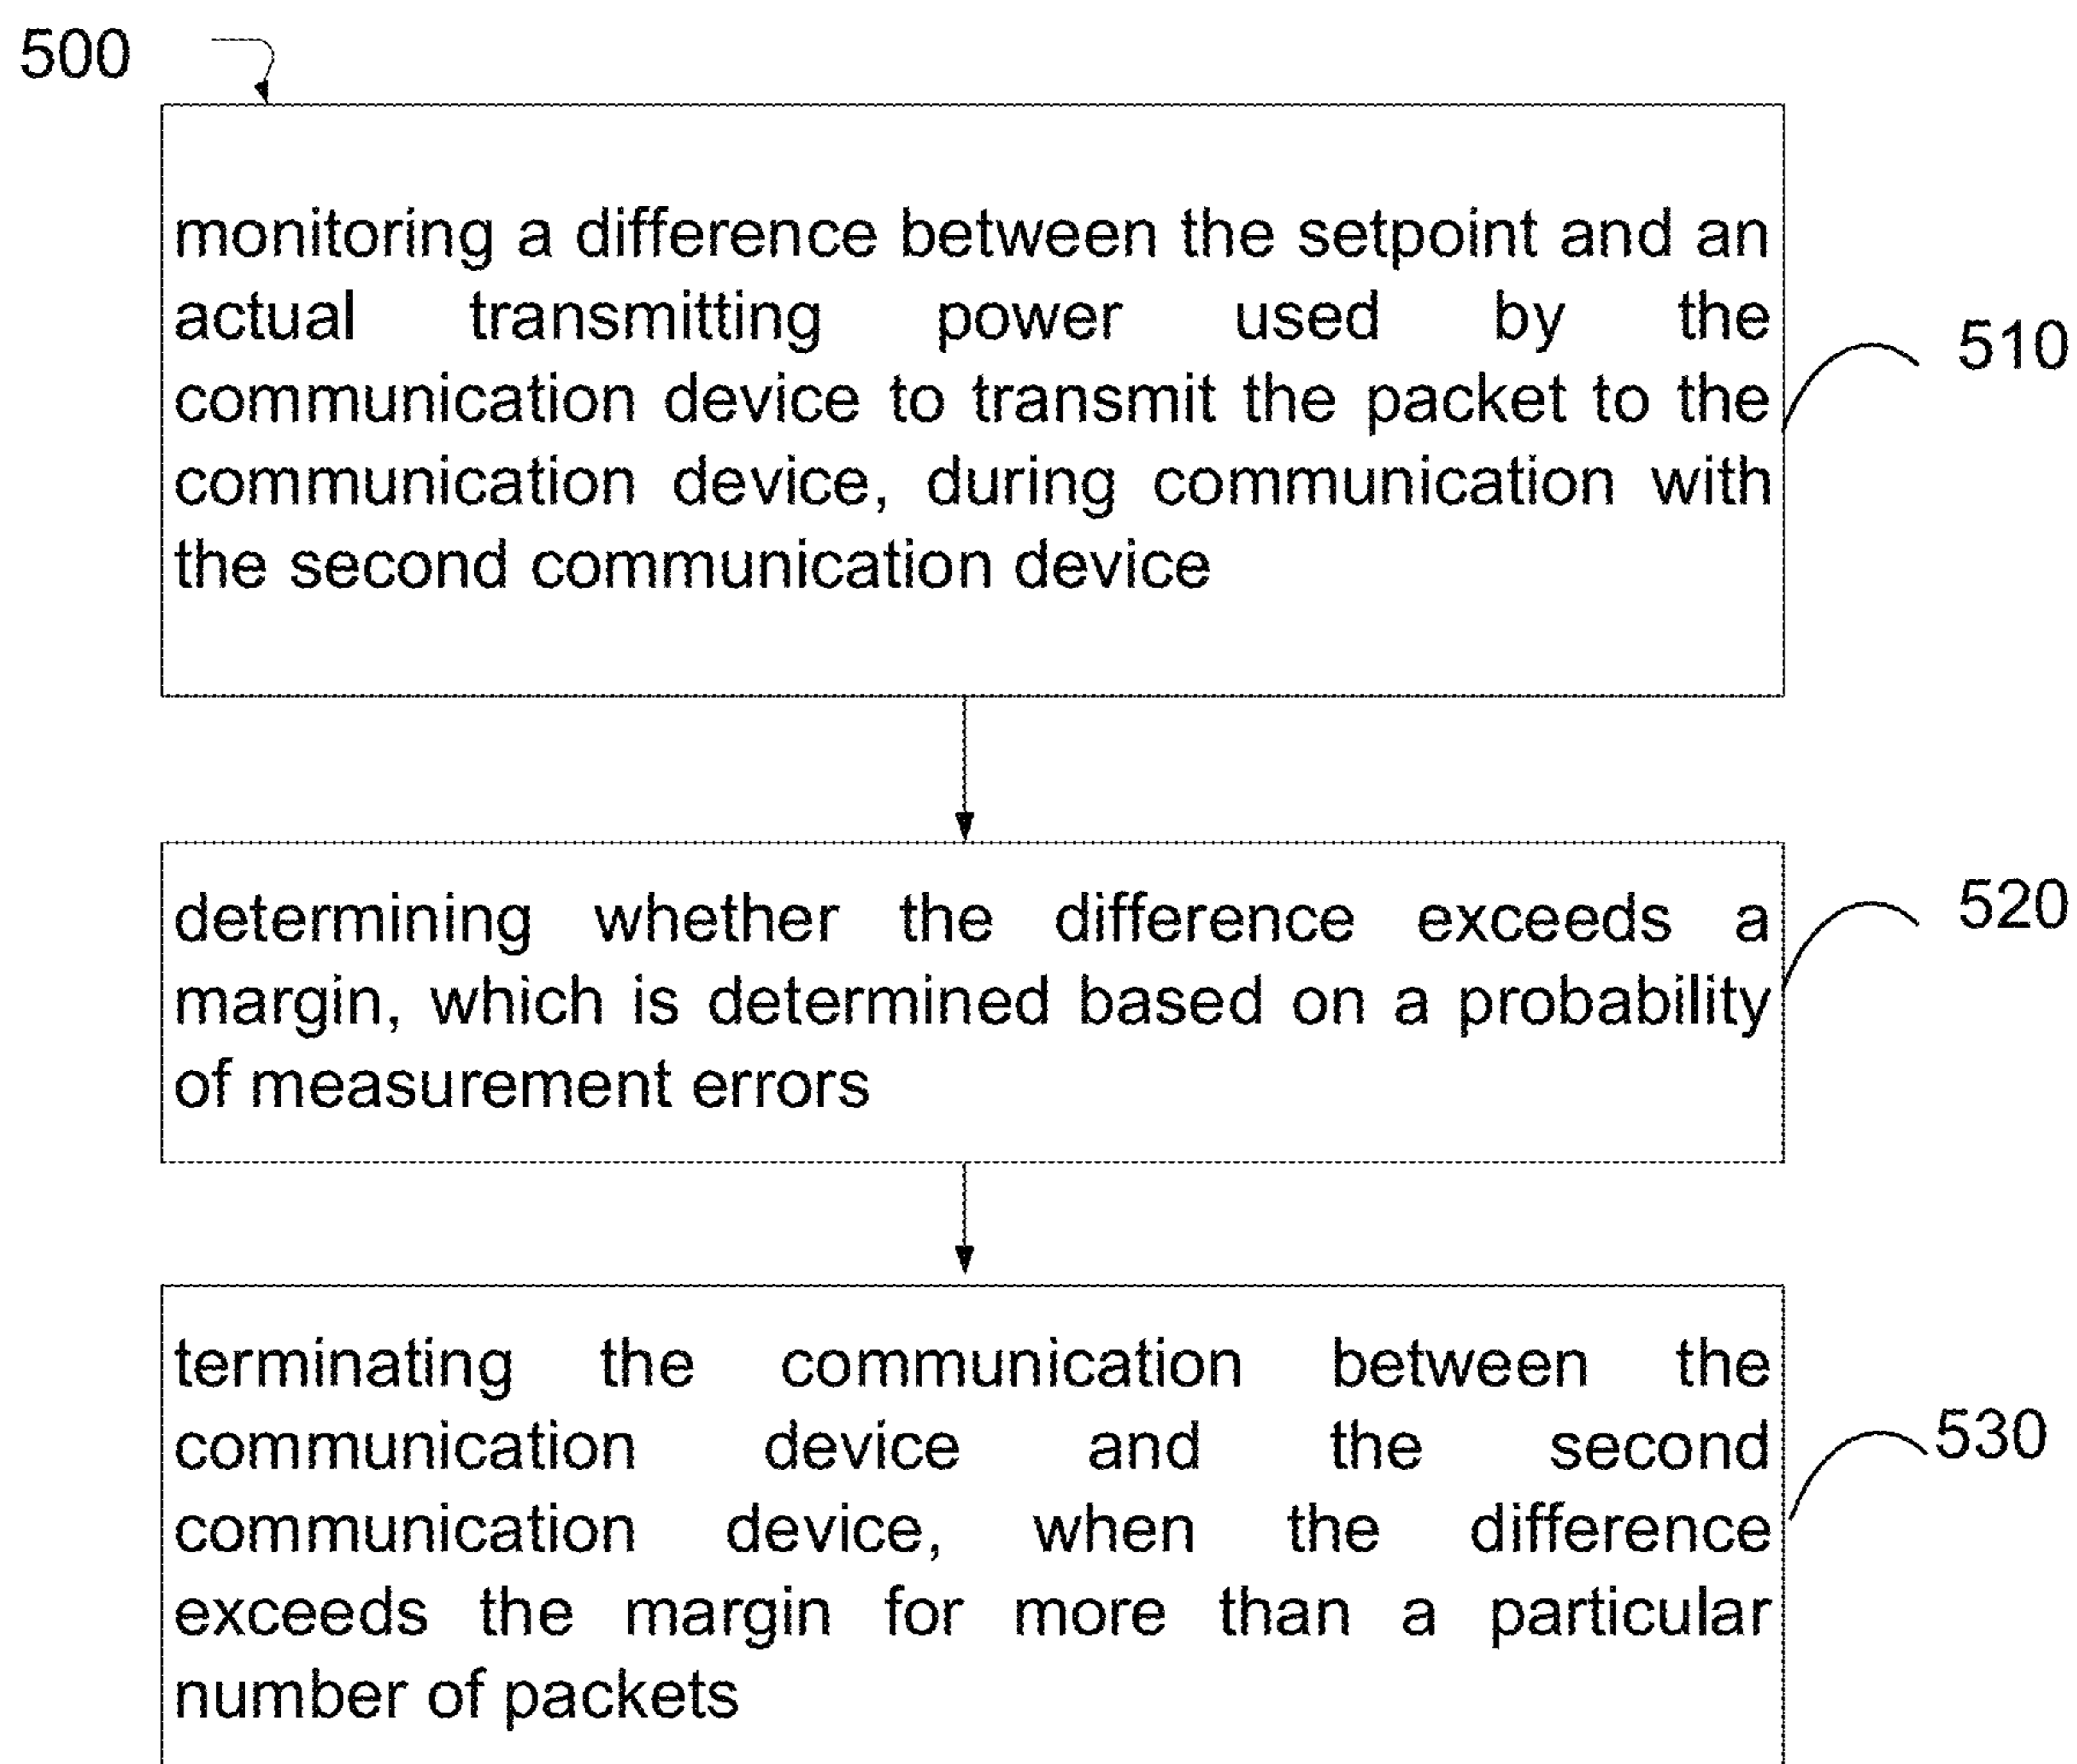 500
monitoring a difference between the setpoint and an
actual transmitting power used by the
communication device to transmit the packet to the
communication device, during communication with
the second communication device
510
determining whether the difference exceeds a
margin, which is determined based on a probability
of measurement errors
520
terminating the communication between the
communication device and the second
communication device, when the difference
exceeds the margin for more than a particular
number of packets
530